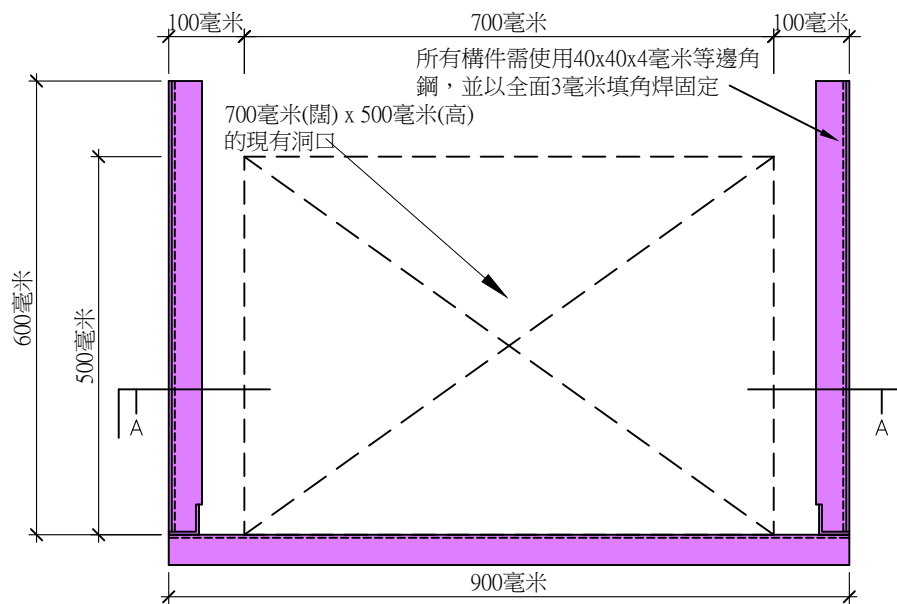 100毫米
700毫米
100毫米
所有構件需使用40x40x4毫米等邊角
鋼，並以全面3毫米填角焊固定
700毫米(闊) x 500毫米(高)
的現有洞口
600毫米
500毫米
A
A
900毫米